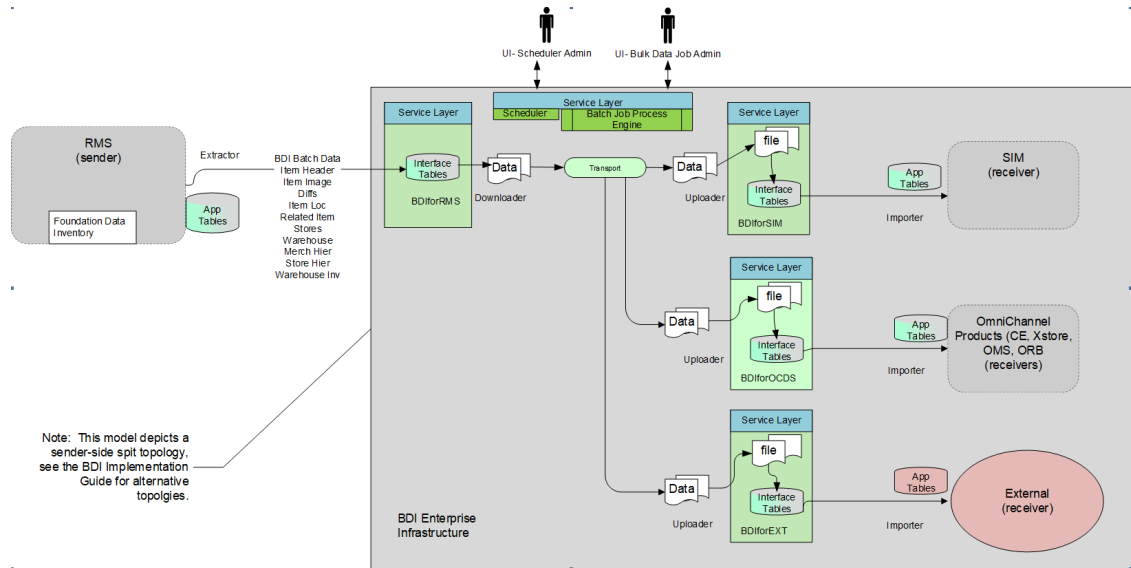 UI- Scheduler Admin
UI- Bulk Data Job Admin
Service Layer
Scheduler
Batch Job Process
Engine
RMS
(sender)
Foundation Data
Inventory
Extractor
App
Tables
BDI Batch Data
Item Header
Item Image
Diffs
Item Loc
Related Item
Stores
Warehouse
Merch Hier
Store Hier
Warehouse Inv
Service Layer
Interface
Tables
BDIforRMS
Data
Downloader
Transport
Data
Uploader
Service Layer
file
Interface
Tables
BDIforSIM
App
Tables
Importer
SIM
(receiver)
Data
Uploader
Service Layer
file
Interface
Tables
BDIforOCDS
App
Tables
Importer
OmniChannel
Products (CE, Xstore,
OMS, ORB
(receivers)
Data
Uploader
Service Layer
file
Interface
Tables
BDIforEXT
App
Tables
Importer
External
(receiver)
Note: This model depicts a
sender-side spit topology,
see the BDI Implementation
Guide for alternative
topolgies.
BDI Enterprise
Infrastructure